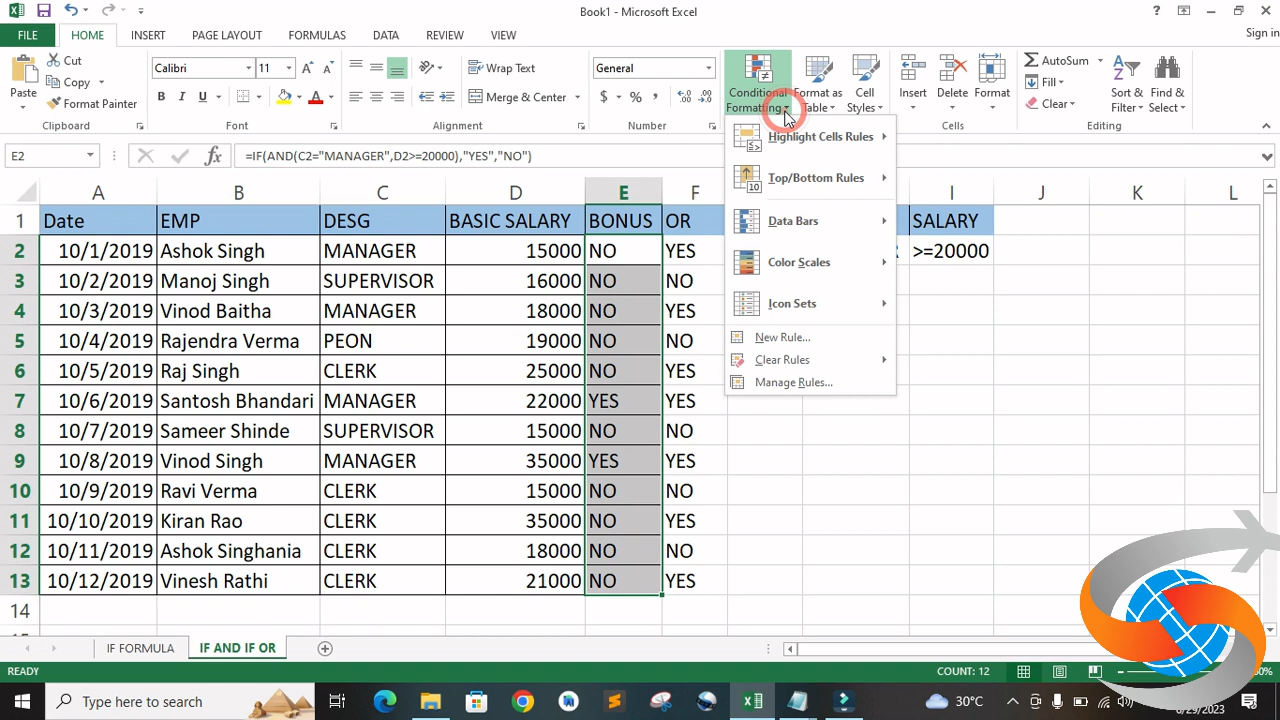 Book1 - Microsoft Excel
?
FILE HOME INSERT PAGE LAYOUT FORMULAS DATA REVIEW VIEW Sign in
Paste
Cut
Copy
Format Painter
Clipboard
Calibri 11
B I U
Font
Wrap Text
Merge & Center
Alignment
General
$ % ,
Number
Conditional
Formatting
Format as
Table
Cell
Styles
Insert
Delete
Format
Cells
AutoSum
Fill
Clear
Sort &
Filter
Find &
Select
Editing
E2 =IF(AND(C2="MANAGER",D2>=20000),"YES","NO")
Highlight Cells Rules
Top/Bottom Rules
Data Bars
Color Scales
Icon Sets
New Rule...
Clear Rules
Manage Rules...
A B C D E F I J K L
1 Date EMP DESG BASIC SALARY BONUS OR SALARY
2 10/1/2019 Ashok Singh MANAGER 15000 NO YES >=20000
3 10/2/2019 Manoj Singh SUPERVISOR 16000 NO NO
4 10/3/2019 Vinod Baitha MANAGER 18000 NO YES
5 10/4/2019 Rajendra Verma PEON 19000 NO NO
6 10/5/2019 Raj Singh CLERK 25000 NO YES
7 10/6/2019 Santosh Bhandari MANAGER 22000 YES YES
8 10/7/2019 Sameer Shinde SUPERVISOR 15000 NO NO
9 10/8/2019 Vinod Singh MANAGER 35000 YES YES
10 10/9/2019 Ravi Verma CLERK 15000 NO NO
11 10/10/2019 Kiran Rao CLERK 35000 NO YES
12 10/11/2019 Ashok Singhania CLERK 18000 NO NO
13 10/12/2019 Vinesh Rathi CLERK 21000 NO YES
14
IF FORMULA IF AND IF OR
READY COUNT: 12
Type here to search 30°C
6/29/2023